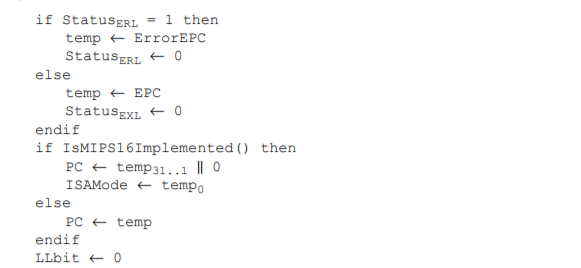 if StatusERL = 1 then
temp ← ErrorEPC
StatusERL ← 0
else
temp ← EPC
StatusEXL ← 0
endif
if IsMIPS16Implemented() then
PC ← temp31..1 || 0
ISAMode ← temp0
else
PC ← temp
endif
LLbit ← 0